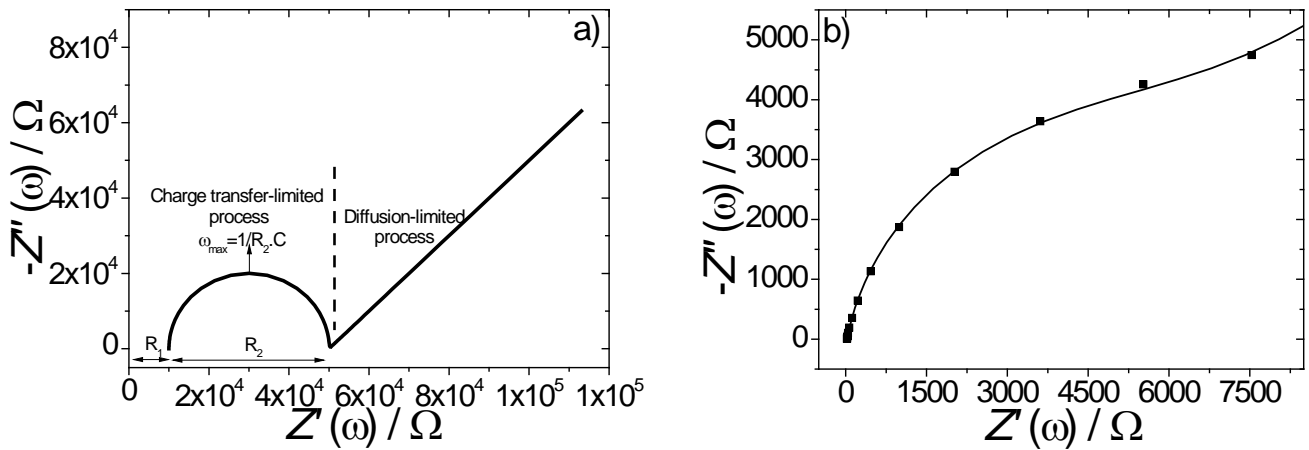 a)
8x10⁴
6x10⁴
4x10⁴
2x10⁴
0
-Z''(ω) / Ω
Charge transfer-limited
process
ω_max=1/R₂.C
Diffusion-limited
process
R₁
R₂
0 2x10⁴ 4x10⁴ 6x10⁴ 8x10⁴ 1x10⁵ 1x10⁵
Z'(ω) / Ω
b)
5000
4000
3000
2000
1000
0
-Z''(ω) / Ω
0 1500 3000 4500 6000 7500
Z'(ω) / Ω